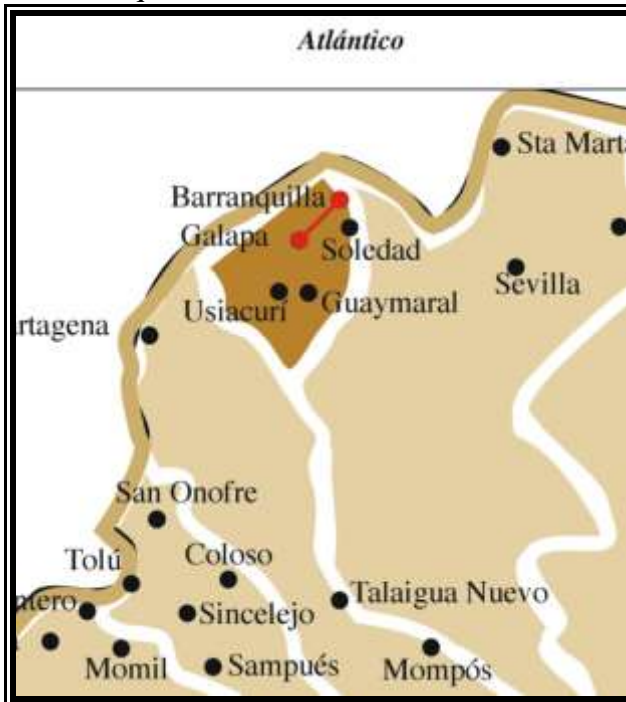 Atlántico
Sta Marta
Barranquilla
Galapa
Soledad
Sevilla
Usiacurí
Guaymaral
rtagena
San Onofre
Tolú
Coloso
ntero
Sincelejo
Talaigua Nuevo
Momil
Sampués
Mompós